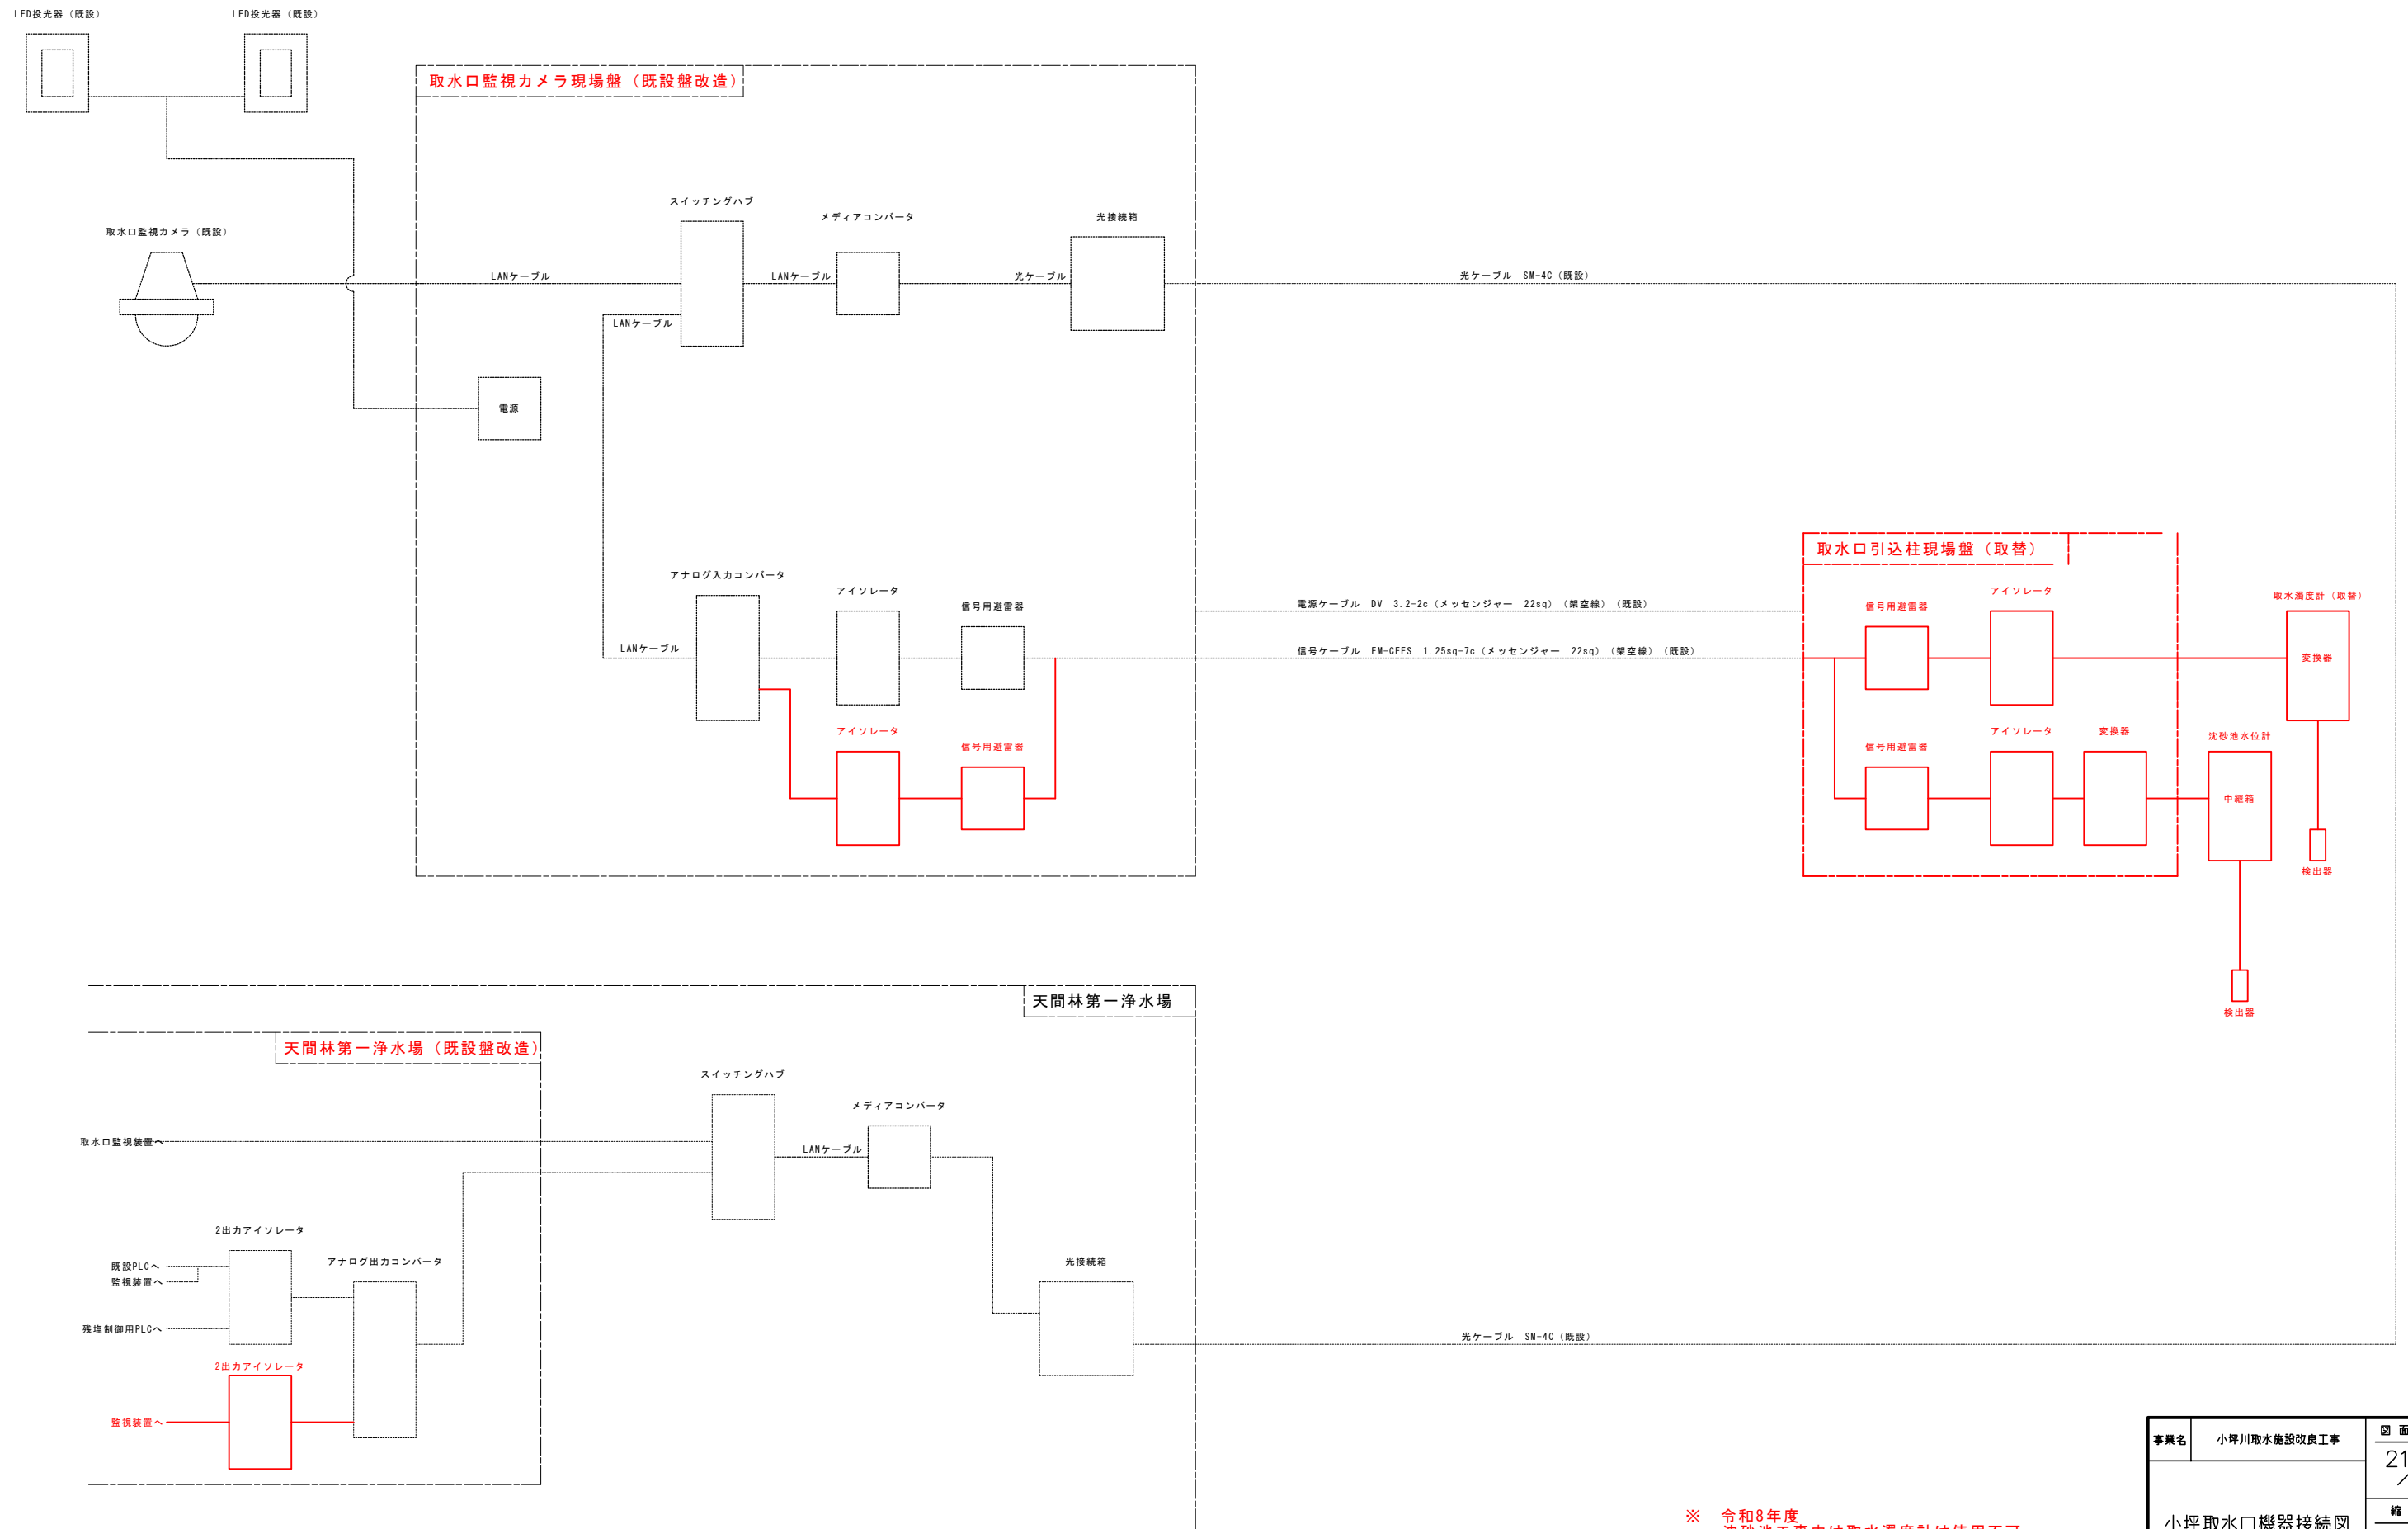 LED投光器（既設）
LED投光器（既設）
取水口監視カメラ現場盤（既設盤改造）
スイッチングハブ
メディアコンバータ
光接続箱
取水口監視カメラ（既設）
LANケーブル
LANケーブル
光ケーブル
光ケーブル　SM-4C（既設）
LANケーブル
電源
取水口引込柱現場盤（取替）
アナログ入力コンバータ
アイソレータ
信号用避雷器
電源ケーブル　DV　3.2-2c（メッセンジャー　22sq）（架空線）（既設）
信号用避雷器
アイソレータ
取水濁度計（取替）
LANケーブル
信号ケーブル　EM-CEES　1.25sq-7c（メッセンジャー　22sq）（架空線）（既設）
変換器
アイソレータ
信号用避雷器
信号用避雷器
アイソレータ
変換器
沈砂池水位計
中継箱
検出器
検出器
天間林第一浄水場
天間林第一浄水場（既設盤改造）
スイッチングハブ
メディアコンバータ
取水口監視装置へ
LANケーブル
2出力アイソレータ
アナログ出力コンバータ
光接続箱
既設PLCへ
監視装置へ
残塩制御用PLCへ
光ケーブル　SM-4C（既設）
2出力アイソレータ
監視装置へ
事業名
小坪川取水施設改良工事
図 面
21
縮
小坪取水口機器接続図
※　令和8年度